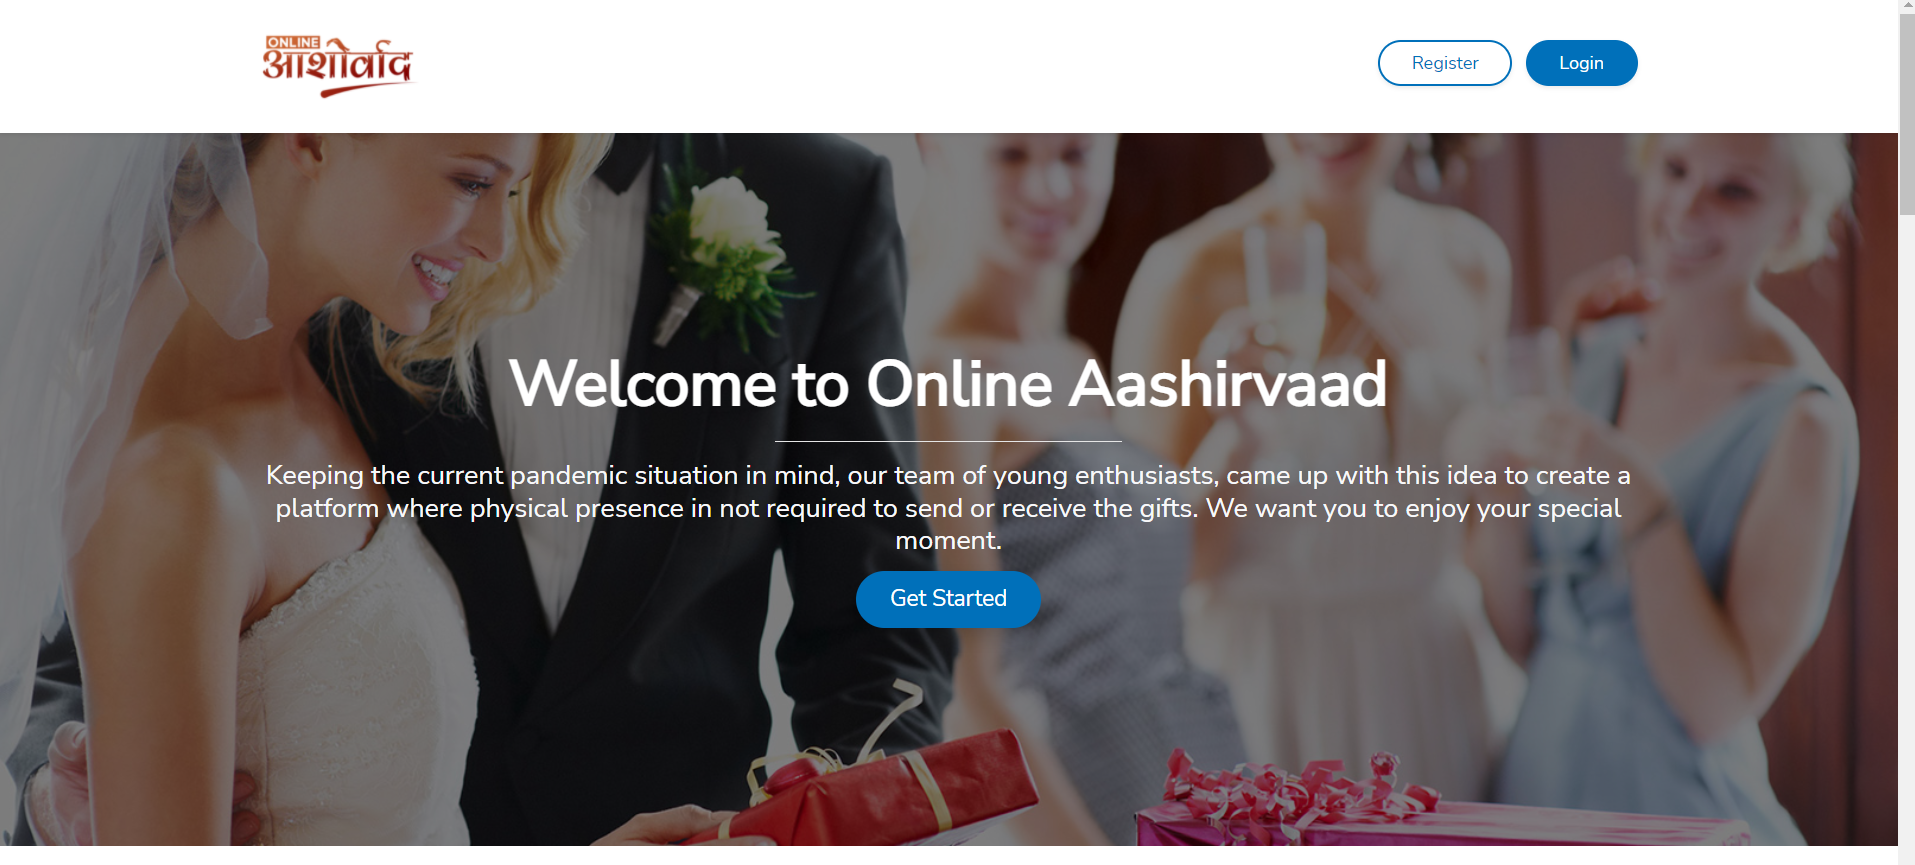 ONLINE
आशीर्वाद
Register
Login
Welcome to Online Aashirvaad
Keeping the current pandemic situation in mind, our team of young enthusiasts, came up with this idea to create a
platform where physical presence in not required to send or receive the gifts. We want you to enjoy your special
moment.
Get Started